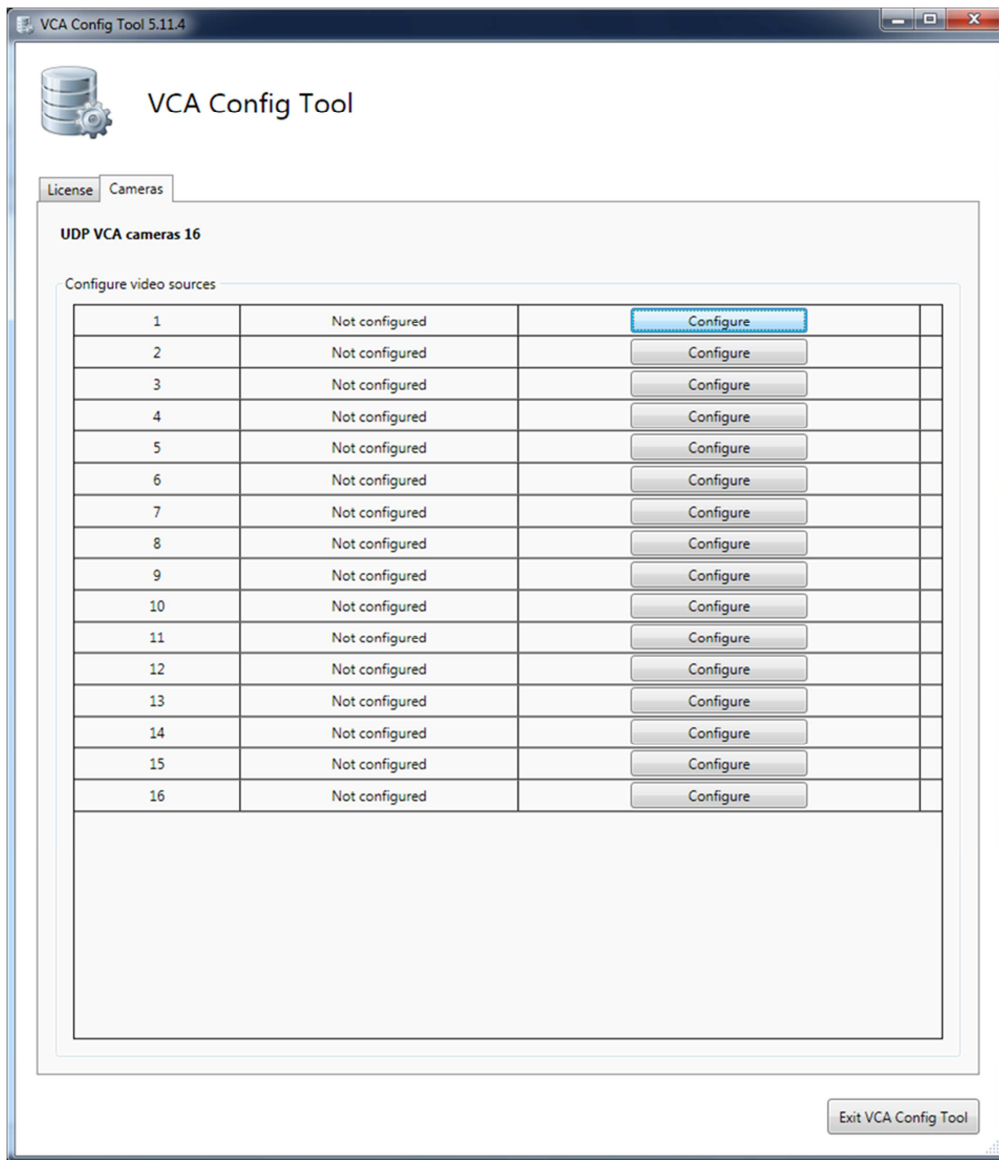 VCA Config Tool 5.11.4
VCA Config Tool
License Cameras
UDP VCA cameras 16
Configure video sources
1 Not configured Configure
2 Not configured Configure
3 Not configured Configure
4 Not configured Configure
5 Not configured Configure
6 Not configured Configure
7 Not configured Configure
8 Not configured Configure
9 Not configured Configure
10 Not configured Configure
11 Not configured Configure
12 Not configured Configure
13 Not configured Configure
14 Not configured Configure
15 Not configured Configure
16 Not configured Configure
Exit VCA Config Tool